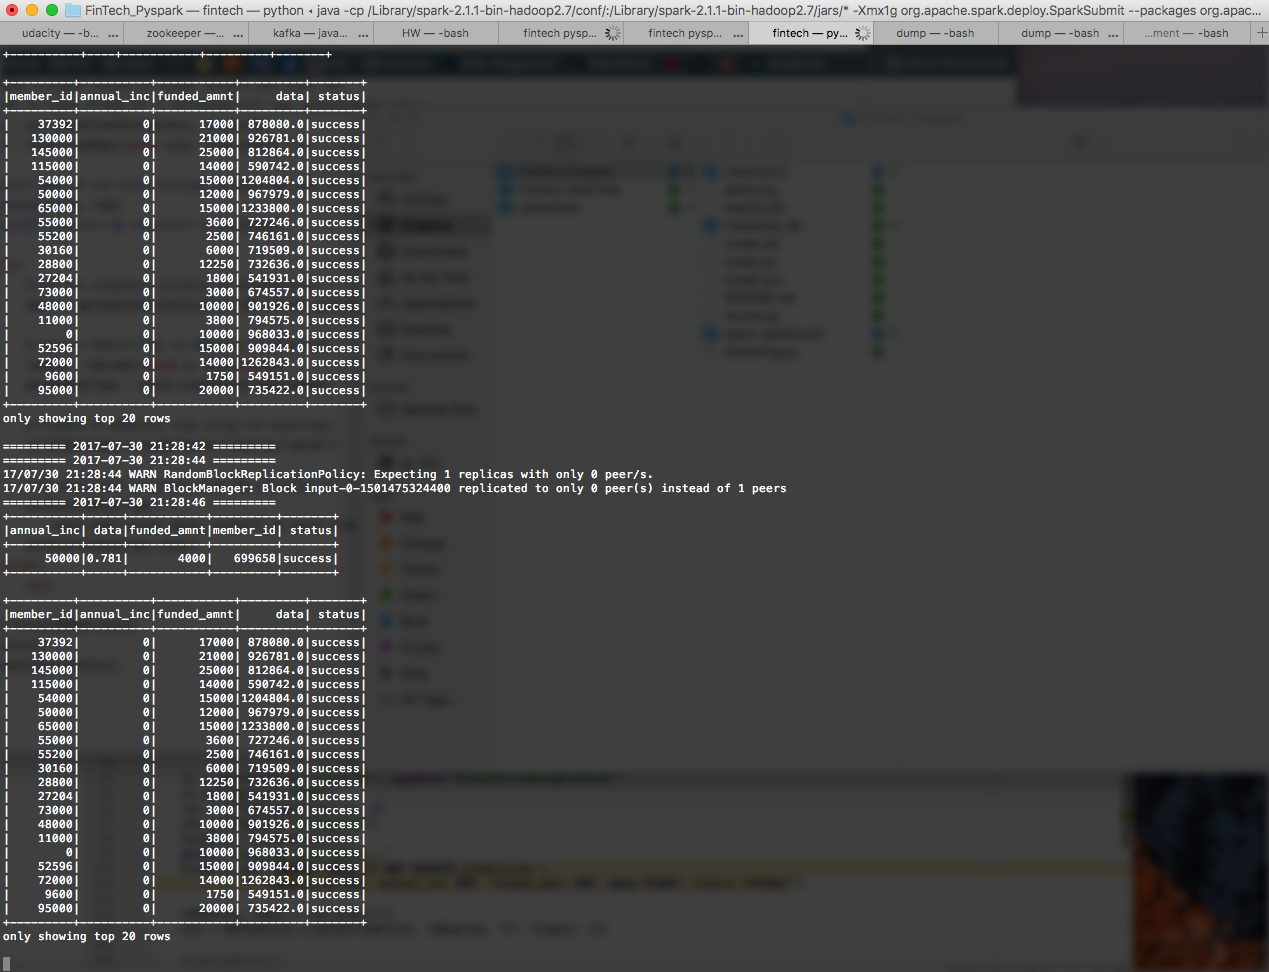 FinTech_Pyspark — fintech — python ◂ java -cp /Library/spark-2.1.1-bin-hadoop2.7/conf/:/Library/spark-2.1.1-bin-hadoop2.7/jars/* -Xmx1g org.apache.spark.deploy.SparkSubmit --packages org.apac...
udacity — -b... ... zookeeper —... ... kafka — java... ... HW — -bash fintech pysp... fintech pysp... ... fintech — py... dump — -bash dump — -bash ... ...ment — -bash +
+----------+----+-----------+---------+-------+
+----------+----------+-----------+---------+-------+
|member_id|annual_inc|funded_amnt|     data| status|
+---------+----------+-----------+---------+-------+
|    37392|         0|      17000| 878080.0|success|
|   130000|         0|      21000| 926781.0|success|
|   145000|         0|      25000| 812864.0|success|
|   115000|         0|      14000| 590742.0|success|
|    54000|         0|      15000|1204804.0|success|
|    50000|         0|      12000| 967979.0|success|
|    65000|         0|      15000|1233800.0|success|
|    55000|         0|       3600| 727246.0|success|
|    55200|         0|       2500| 746161.0|success|
|    30160|         0|       6000| 719509.0|success|
|    28800|         0|      12250| 732636.0|success|
|    27204|         0|       1800| 541931.0|success|
|    73000|         0|       3000| 674557.0|success|
|    48000|         0|      10000| 901926.0|success|
|    11000|         0|       3800| 794575.0|success|
|        0|         0|      10000| 968033.0|success|
|    52596|         0|      15000| 909844.0|success|
|    72000|         0|      14000|1262843.0|success|
|     9600|         0|       1750| 549151.0|success|
|    95000|         0|      20000| 735422.0|success|
+---------+----------+-----------+---------+-------+
only showing top 20 rows
========= 2017-07-30 21:28:42 =========
========= 2017-07-30 21:28:44 =========
17/07/30 21:28:44 WARN RandomBlockReplicationPolicy: Expecting 1 replicas with only 0 peer/s.
17/07/30 21:28:44 WARN BlockManager: Block input-0-1501475324400 replicated to only 0 peer(s) instead of 1 peers
========= 2017-07-30 21:28:46 =========
+----------+-----+-----------+---------+-------+
|annual_inc| data|funded_amnt|member_id| status|
+----------+-----+-----------+---------+-------+
|     50000|0.781|       4000|   699658|success|
+----------+-----+-----------+---------+-------+
+---------+----------+-----------+---------+-------+
|member_id|annual_inc|funded_amnt|     data| status|
+---------+----------+-----------+---------+-------+
|    37392|         0|      17000| 878080.0|success|
|   130000|         0|      21000| 926781.0|success|
|   145000|         0|      25000| 812864.0|success|
|   115000|         0|      14000| 590742.0|success|
|    54000|         0|      15000|1204804.0|success|
|    50000|         0|      12000| 967979.0|success|
|    65000|         0|      15000|1233800.0|success|
|    55000|         0|       3600| 727246.0|success|
|    55200|         0|       2500| 746161.0|success|
|    30160|         0|       6000| 719509.0|success|
|    28800|         0|      12250| 732636.0|success|
|    27204|         0|       1800| 541931.0|success|
|    73000|         0|       3000| 674557.0|success|
|    48000|         0|      10000| 901926.0|success|
|    11000|         0|       3800| 794575.0|success|
|        0|         0|      10000| 968033.0|success|
|    52596|         0|      15000| 909844.0|success|
|    72000|         0|      14000|1262843.0|success|
|     9600|         0|       1750| 549151.0|success|
|    95000|         0|      20000| 735422.0|success|
+---------+----------+-----------+---------+-------+
only showing top 20 rows